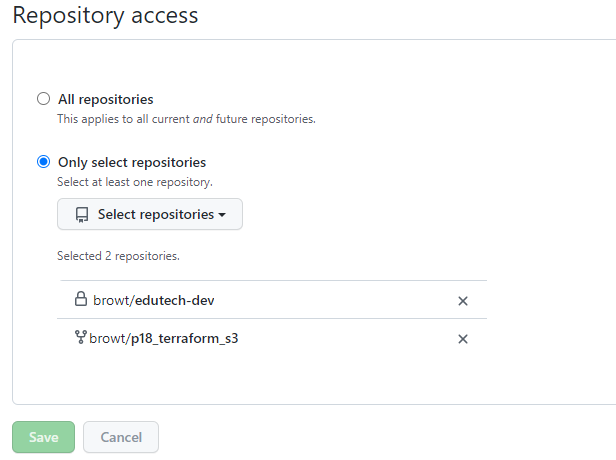 Repository access
All repositories
This applies to all current and future repositories.
Only select repositories
Select at least one repository.
Select repositories
Selected 2 repositories.
browt/edutech-dev
browt/p18_terraform_s3
Save
Cancel